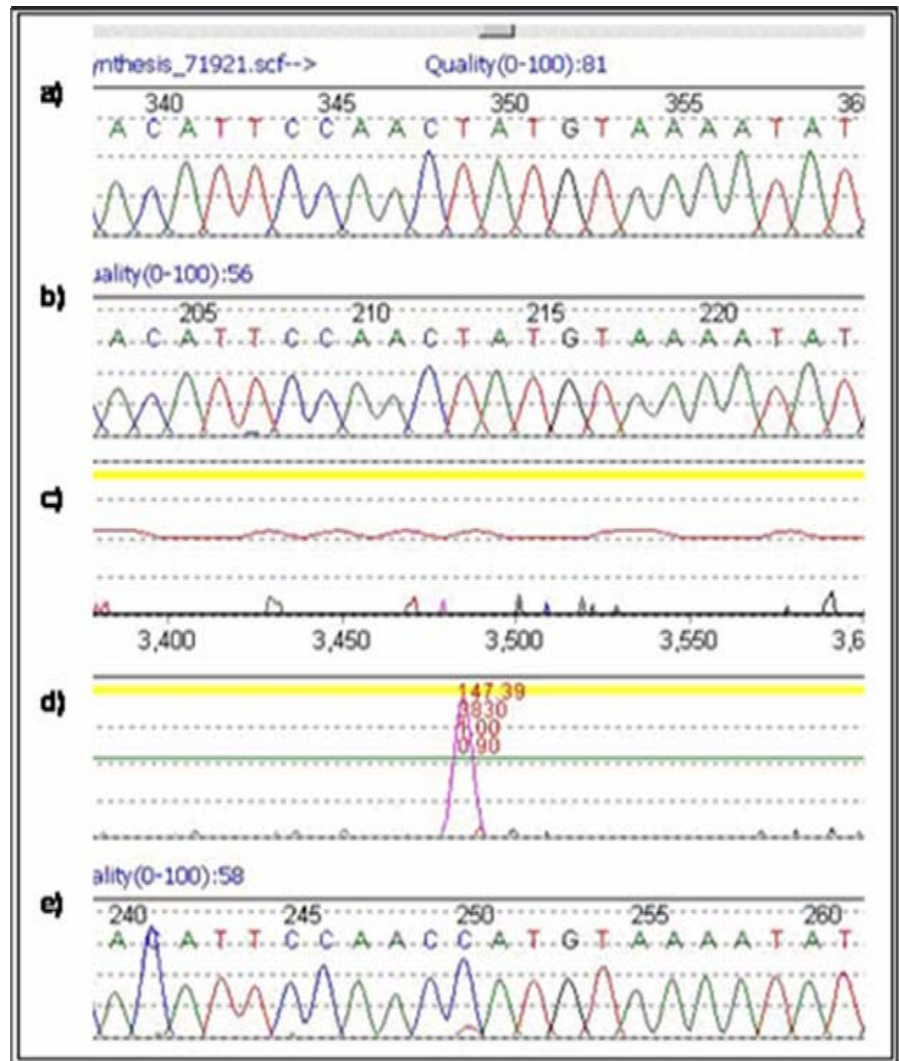 ynthesis_71921.scf--> Quality(0-100):81
a)
340 345 350 355 36
A C A T T C C A A C T A T G T A A A A T A T
uality(0-100):56
b)
205 210 215 220
A C A T T C C A A C T A T G T A A A A T A T
c)
3,400 3,450 3,500 3,550 3,6
d)
147.39
3830
1.00
0.90
ality(0-100):58
e)
240 245 250 255 260
A C A T T C C A A C C A T G T A A A A T A T